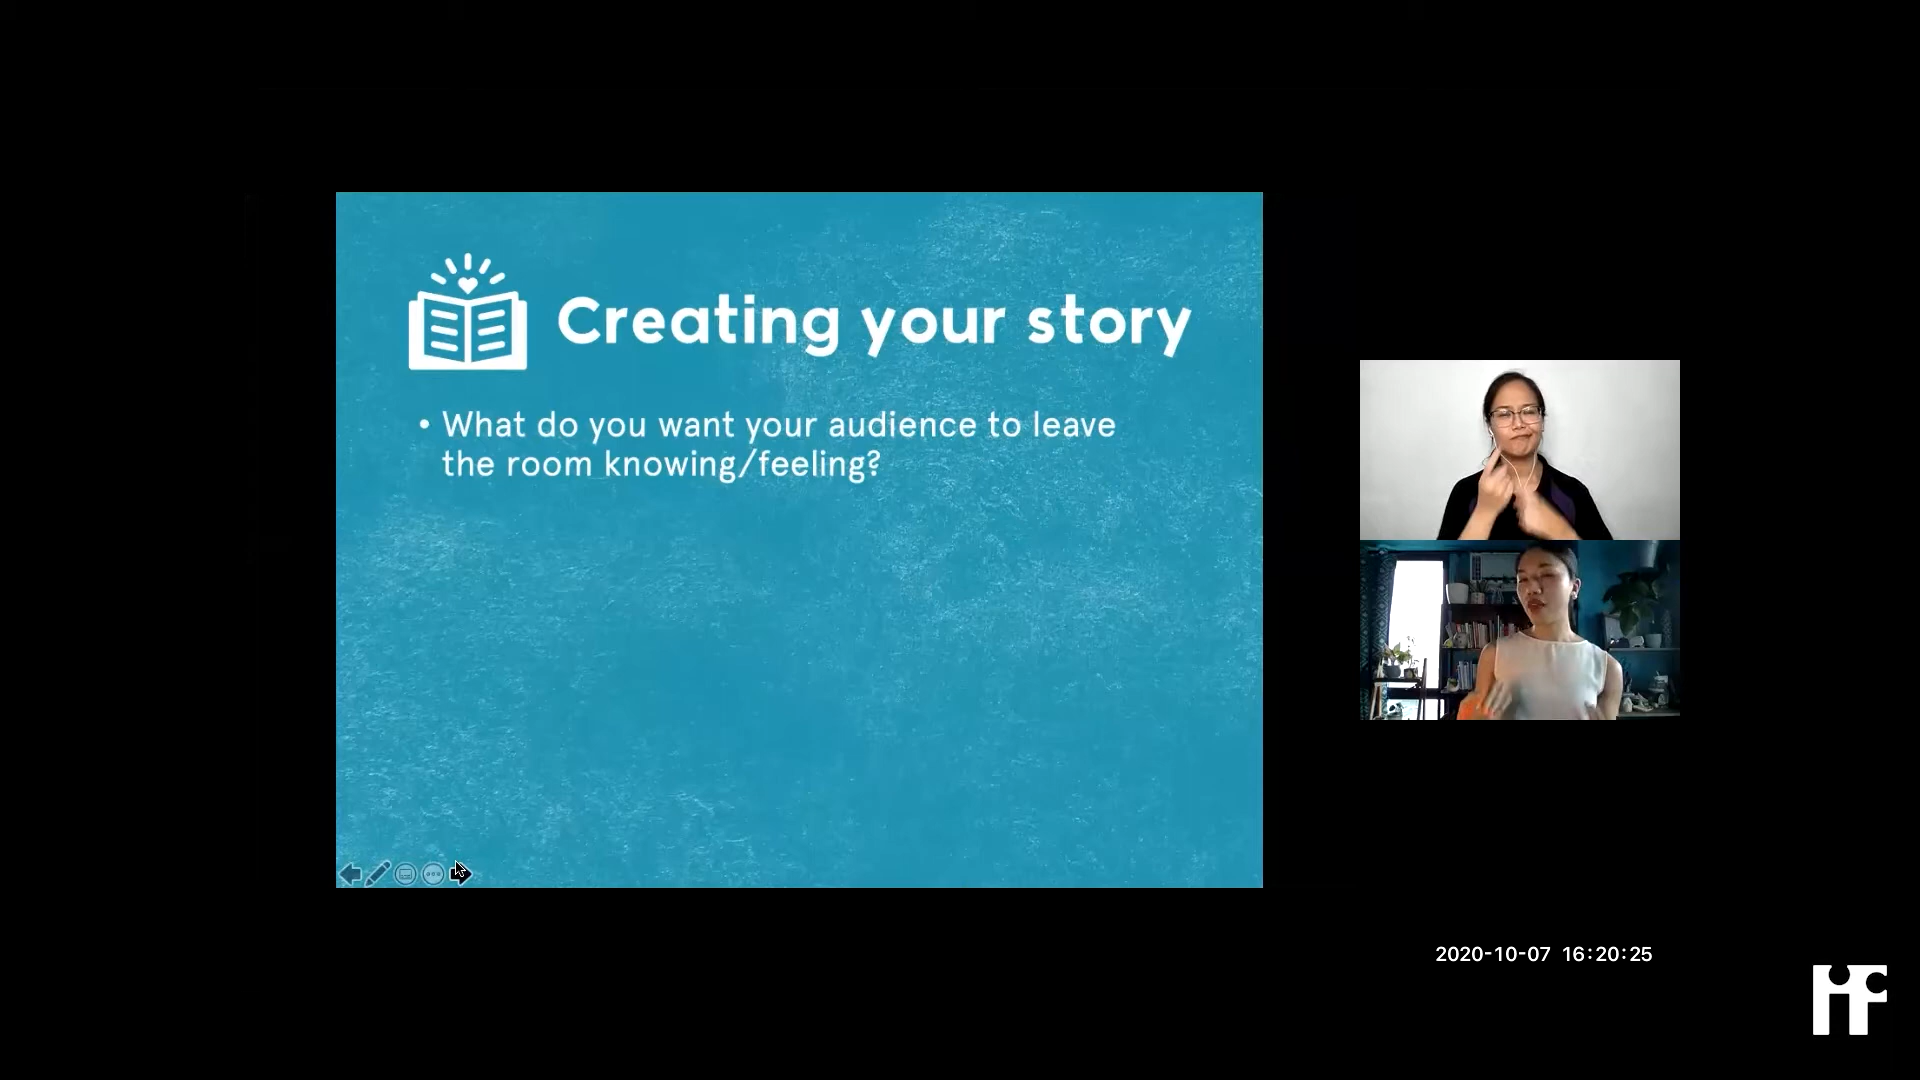 Creating your story
• What do you want your audience to leave
the room knowing/feeling?
2020-10-07 16:20:25